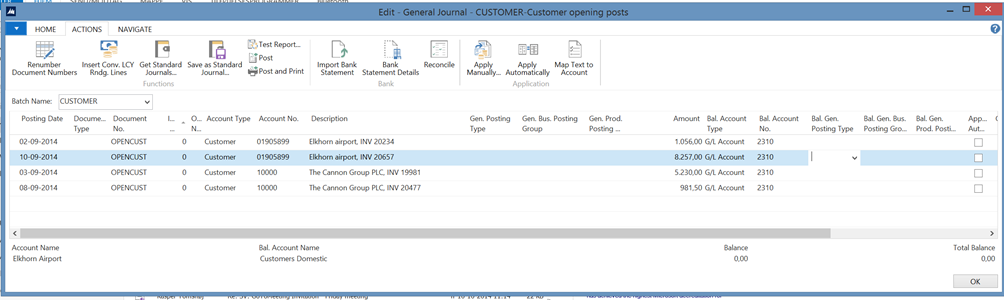 Edit - General Journal - CUSTOMER-Customer opening posts
HOME ACTIONS NAVIGATE
Renumber Document Numbers
Insert Conv. LCY Rndg. Lines
Get Standard Journals...
Save as Standard Journal...
Test Report...
Post
Post and Print
Functions
Import Bank Statement
Bank Statement Details
Reconcile
Bank
Apply Manually...
Apply Automatically
Map Text to Account
Application
Batch Name: CUSTOMER
Posting Date Docume... Type Document No. I... ... O... N... Account Type Account No. Description Gen. Posting Type Gen. Bus. Posting Group Gen. Prod. Posting ... Amount Bal. Account Type Bal. Account No. Bal. Gen. Posting Type Bal. Gen. Bus. Posting Gro... Bal. Gen. Prod. Posti... App... Aut...
02-09-2014 OPENCUST 0 Customer 01905899 Elkhorn airport, INV 20234 1.056,00 G/L Account 2310
10-09-2014 OPENCUST 0 Customer 01905899 Elkhorn airport, INV 20657 8.257,00 G/L Account 2310
03-09-2014 OPENCUST 0 Customer 10000 The Cannon Group PLC, INV 19981 5.230,00 G/L Account 2310
08-09-2014 OPENCUST 0 Customer 10000 The Cannon Group PLC, INV 20477 981,50 G/L Account 2310
Account Name Bal. Account Name Balance Total Balance
Elkhorn Airport Customers Domestic 0,00 0,00
OK